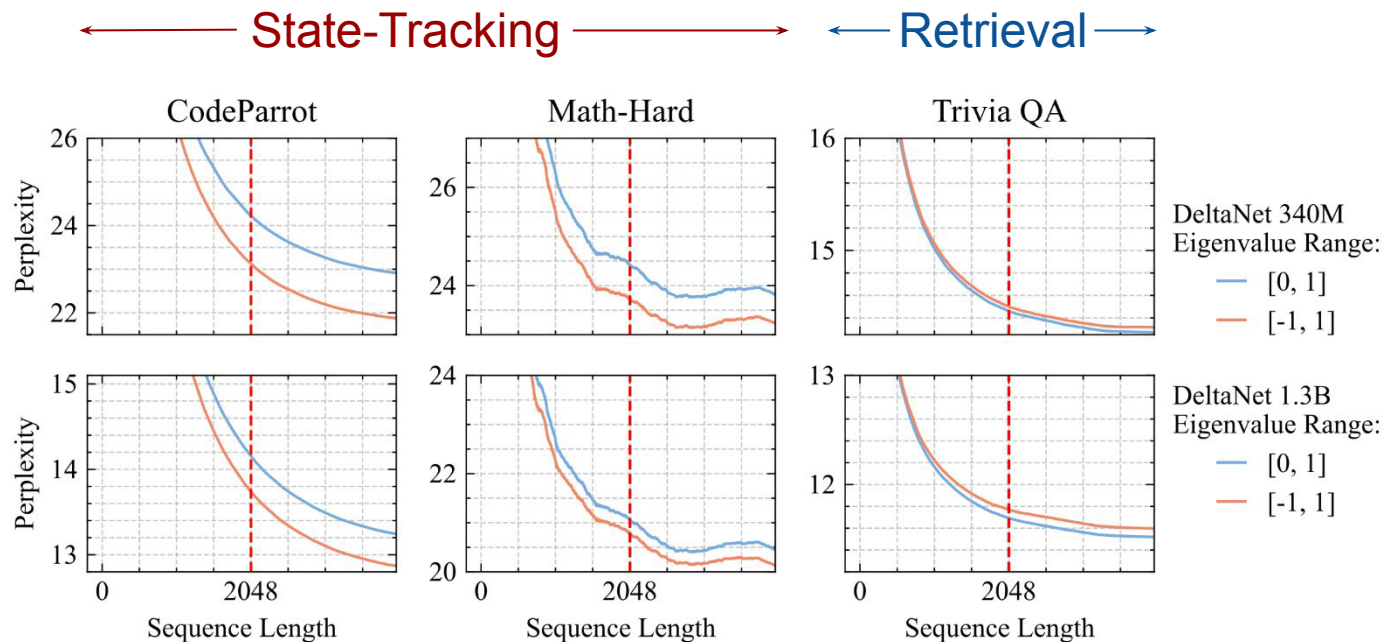 State-Tracking
Retrieval
CodeParrot
Math-Hard
Trivia QA
Perplexity
26
24
22
26
24
16
15
DeltaNet 340M
Eigenvalue Range:
[0, 1]
[-1, 1]
Perplexity
15
14
13
24
22
20
13
12
DeltaNet 1.3B
Eigenvalue Range:
[0, 1]
[-1, 1]
0 2048
0 2048
0 2048
Sequence Length
Sequence Length
Sequence Length